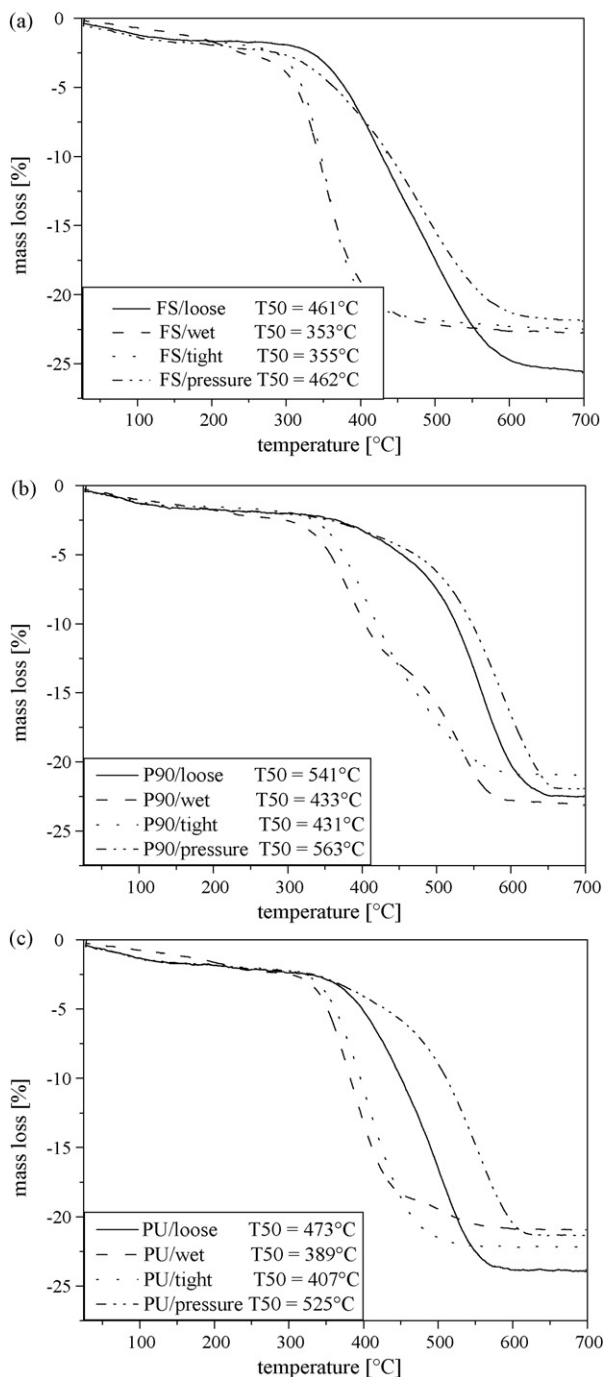 (a)
0
-5
-10
-15
-20
-25
mass loss [%]
FS/loose T50 = 461°C
FS/wet T50 = 353°C
FS/tight T50 = 355°C
FS/pressure T50 = 462°C
100 200 300 400 500 600 700
temperature [°C]
(b)
0
-5
-10
-15
-20
-25
mass loss [%]
P90/loose T50 = 541°C
P90/wet T50 = 433°C
P90/tight T50 = 431°C
P90/pressure T50 = 563°C
100 200 300 400 500 600 700
temperature [°C]
(c)
0
-5
-10
-15
-20
-25
mass loss [%]
PU/loose T50 = 473°C
PU/wet T50 = 389°C
PU/tight T50 = 407°C
PU/pressure T50 = 525°C
100 200 300 400 500 600 700
temperature [°C]